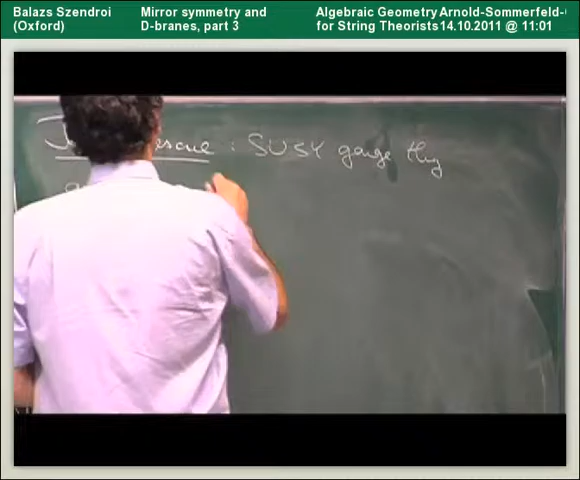 Balazs Szendroi
(Oxford)
Mirror symmetry and
D-branes, part 3
Algebraic Geometry
for String Theorists
Arnold-Sommerfeld-
14.10.2011 @ 11:01
: SUSY gauge thy